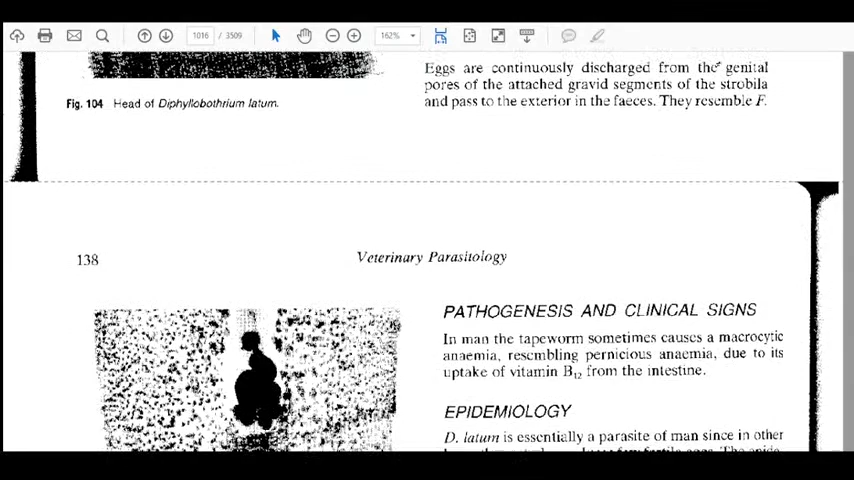 1016 / 3509
162%
Fig. 104 Head of Diphyllobothrium latum.
Eggs are continuously discharged from the genital
pores of the attached gravid segments of the strobila
and pass to the exterior in the faeces. They resemble F.
138
Veterinary Parasitology
PATHOGENESIS AND CLINICAL SIGNS
In man the tapeworm sometimes causes a macrocytic
anaemia, resembling pernicious anaemia, due to its
uptake of vitamin B12 from the intestine.
EPIDEMIOLOGY
D. latum is essentially a parasite of man since in other